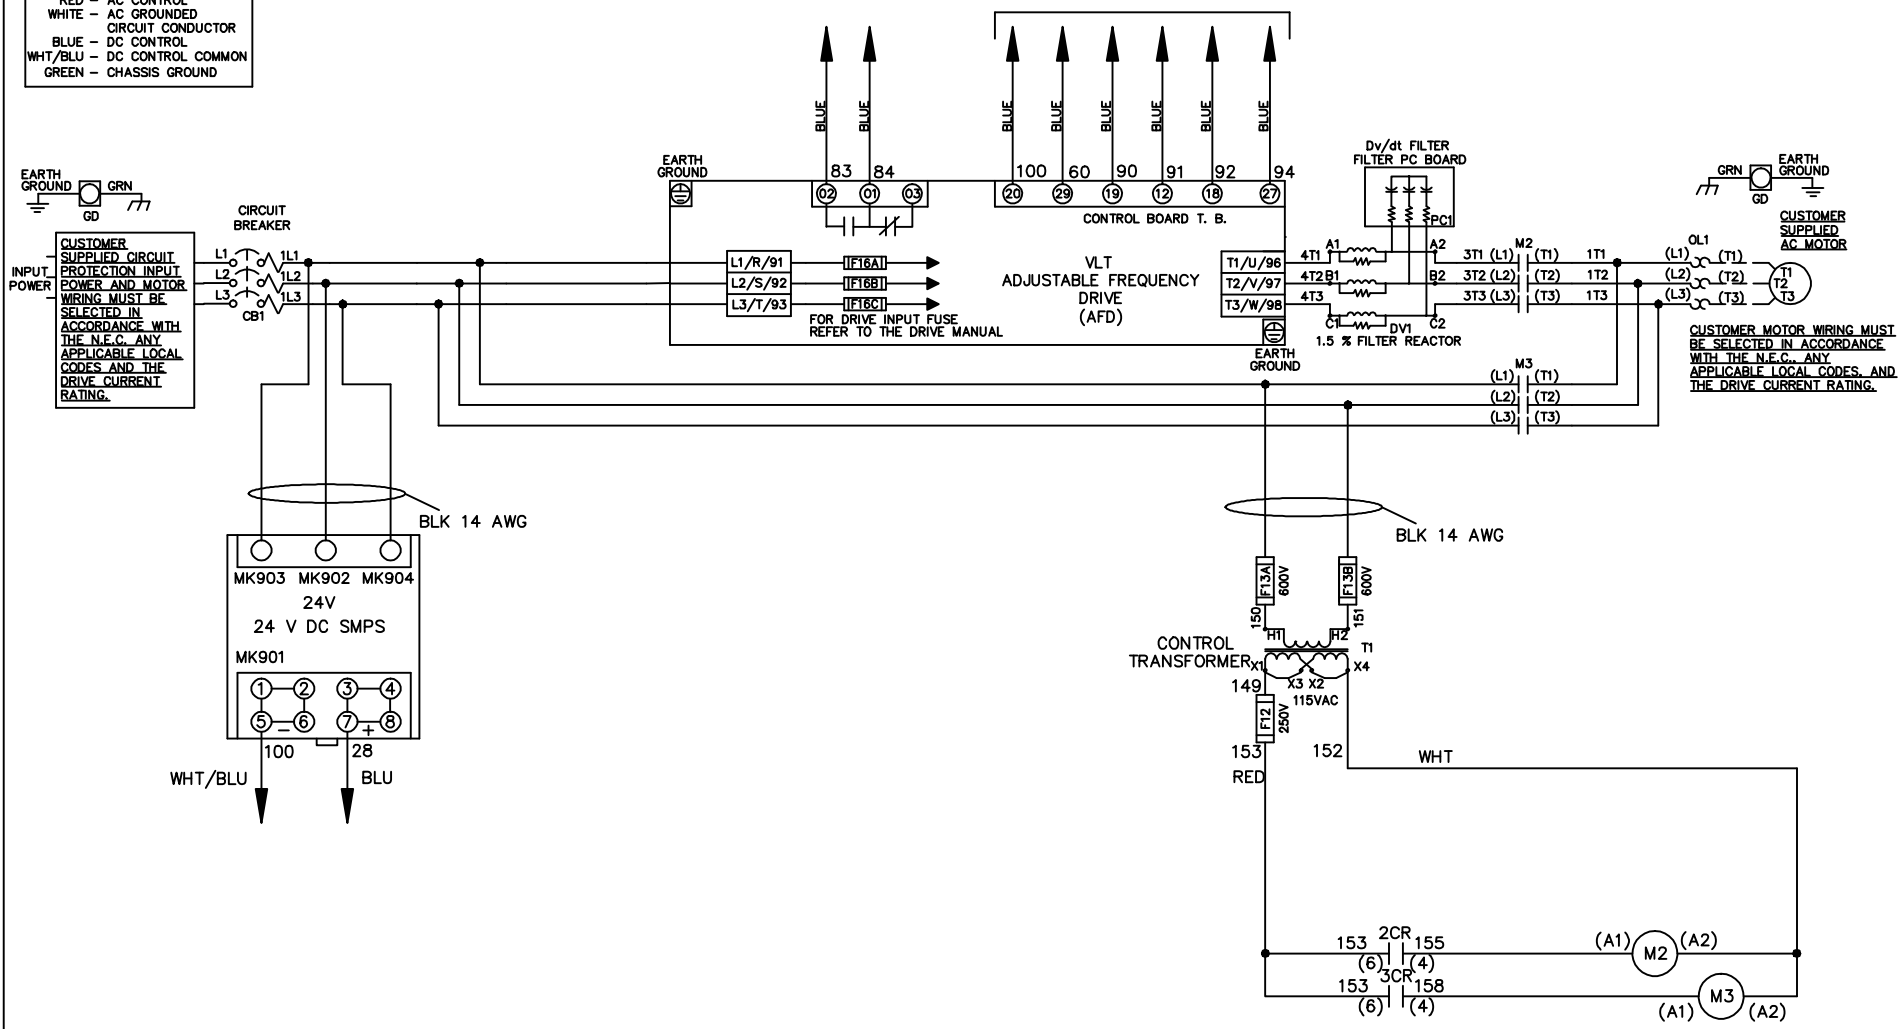 RED – AC CONTROL
WHITE – AC GROUNDED
CIRCUIT CONDUCTOR
BLUE – DC CONTROL
WHT/BLU – DC CONTROL COMMON
GREEN – CHASSIS GROUND
EARTH
GROUND
GRN
GD
INPUT
POWER
CUSTOMER
SUPPLIED CIRCUIT
PROTECTION INPUT
POWER AND MOTOR
WIRING MUST BE
SELECTED IN
ACCORDANCE WITH
THE N.E.C. ANY
APPLICABLE LOCAL
CODES AND THE
DRIVE CURRENT
RATING.
CIRCUIT
BREAKER
L1 1L1
L2 1L2
L3 1L3
CB1
BLK 14 AWG
MK903 MK902 MK904
24V
24 V DC SMPS
MK901
1 2 3 4
5 6 7 8
– +
100 28
WHT/BLU BLU
EARTH
GROUND
BLUE BLUE
83 84
02 01 03
BLUE BLUE BLUE BLUE BLUE BLUE
100 60 90 91 92 94
20 29 19 12 18 27
CONTROL BOARD T. B.
L1/R/91 F16A
L2/S/92 F16B
L3/T/93 F16C
FOR DRIVE INPUT FUSE
REFER TO THE DRIVE MANUAL
VLT
ADJUSTABLE FREQUENCY
DRIVE
(AFD)
T1/U/96
T2/V/97
T3/W/98
EARTH
GROUND
Dv/dt FILTER
FILTER PC BOARD
PC1
4T1 A1 A2
4T2 B1 B2
4T3
C1 C2
DV1
1.5 % FILTER REACTOR
M2
3T1 (L1) (T1) 1T1
3T2 (L2) (T2) 1T2
3T3 (L3) (T3) 1T3
M3
(L1) (T1)
(L2) (T2)
(L3) (T3)
OL1
(L1) (T1)
(L2) (T2)
(L3) (T3)
T1
T2
T3
GRN
EARTH
GROUND
GD
CUSTOMER
SUPPLIED
AC MOTOR
CUSTOMER MOTOR WIRING MUST
BE SELECTED IN ACCORDANCE
WITH THE N.E.C., ANY
APPLICABLE LOCAL CODES, AND
THE DRIVE CURRENT RATING.
BLK 14 AWG
F13A 600V
F13B 600V
150 151
H1 H2
T1
CONTROL
TRANSFORMER
X1 X4
X3 X2
149
115VAC
F12 250V
153 152
RED
WHT
2CR
153 155
(6) (4)
(A1) M2 (A2)
3CR
153 158
(6) (4)
(A1) M3 (A2)